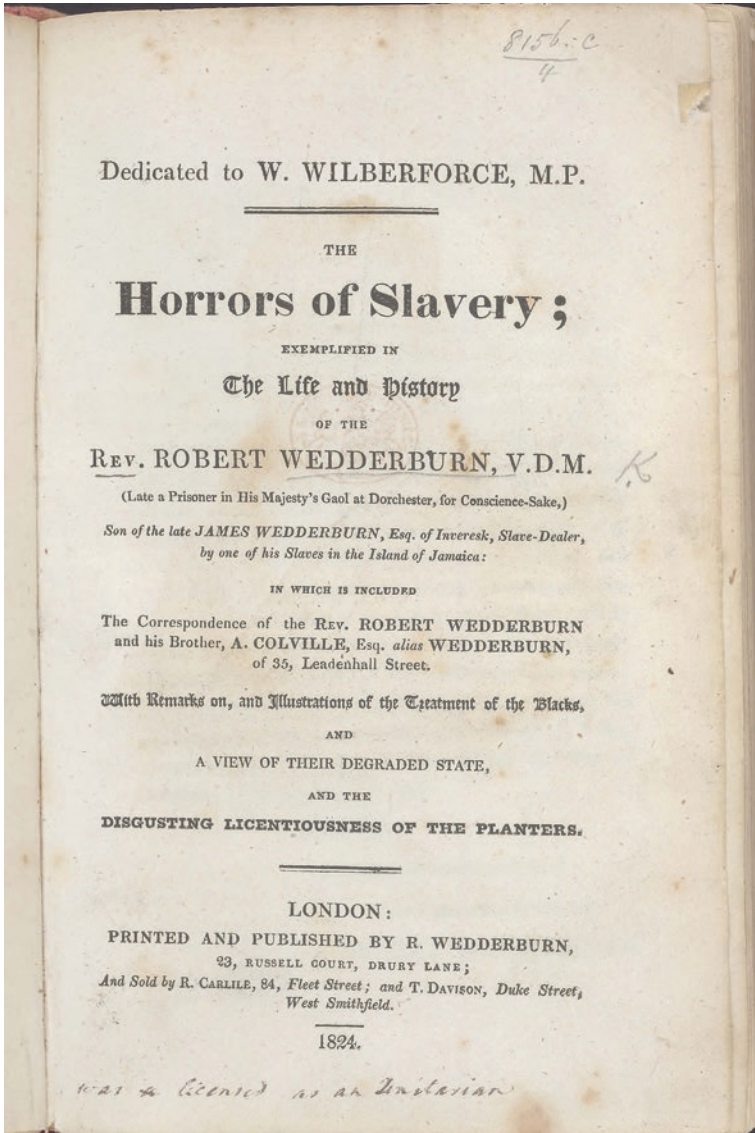 8156.c
4
Dedicated to W. WILBERFORCE, M.P.
THE
Horrors of Slavery;
EXEMPLIFIED IN
The Life and History
OF THE
REV. ROBERT WEDDERBURN, V.D.M.
K
(Late a Prisoner in His Majesty's Gaol at Dorchester, for Conscience-Sake,)
Son of the late JAMES WEDDERBURN, Esq. of Inveresk, Slave-Dealer,
by one of his Slaves in the Island of Jamaica:
IN WHICH IS INCLUDED
The Correspondence of the REV. ROBERT WEDDERBURN
and his Brother, A. COLVILLE, Esq. alias WEDDERBURN,
of 35, Leadenhall Street.
With Remarks on, and Illustrations of the Treatment of the Blacks,
AND
A VIEW OF THEIR DEGRADED STATE,
AND THE
DISGUSTING LICENTIOUSNESS OF THE PLANTERS.
LONDON:
PRINTED AND PUBLISHED BY R. WEDDERBURN,
23, RUSSELL COURT, DRURY LANE;
And Sold by R. CARLILE, 84, Fleet Street; and T. DAVISON, Duke Street,
West Smithfield.
1824.
was a licensed as an Unitarian